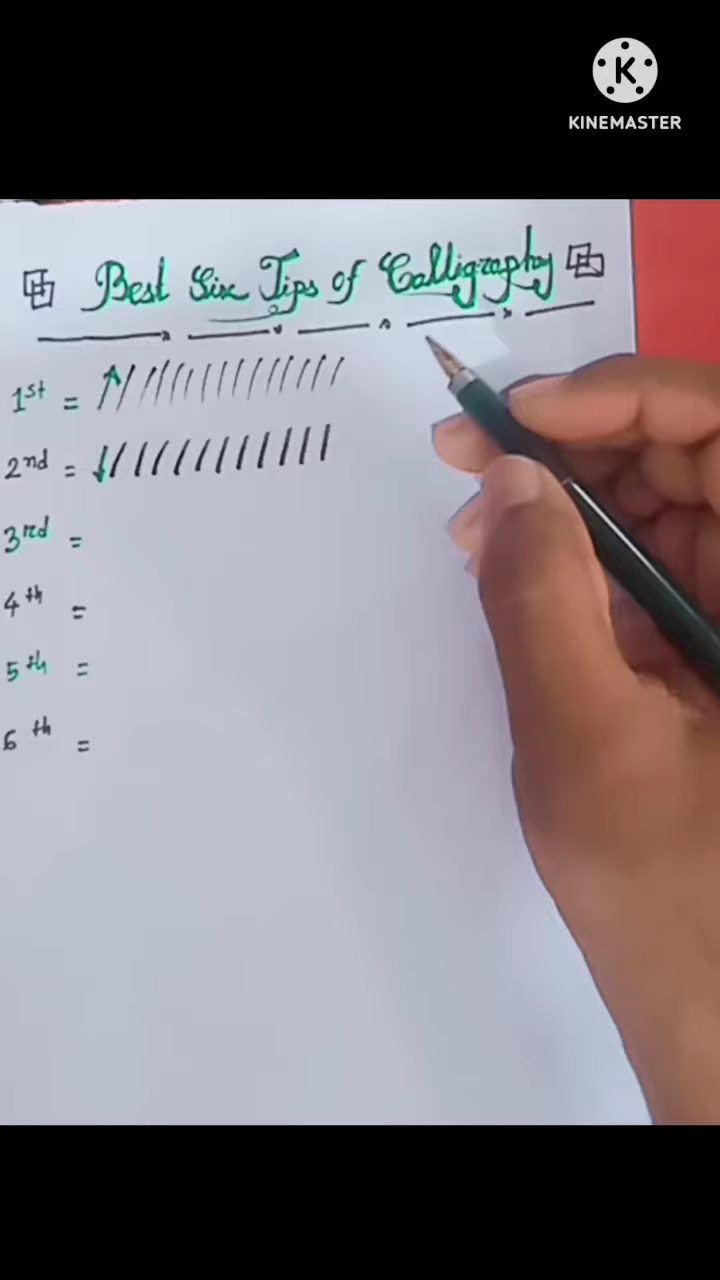 KINEMASTER
Best Six Tips of Calligraphy
1st =
2nd =
3rd =
4th =
5th =
6th =